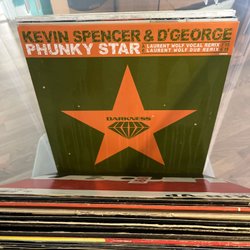 KEVIN SPENCER & D'GEORGE
PHUNKY STAR
LAURENT WOLF VOCAL REMIX
LAURENT WOLF DUB REMIX
DARKNESS